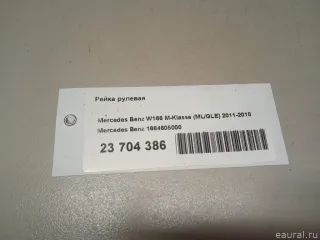 Рейка рулевая
Mercedes Benz W166 M-Klasse (ML/GLE) 2011-2018
Mercedes Benz 1664605000
23 704 386
eaural.ru